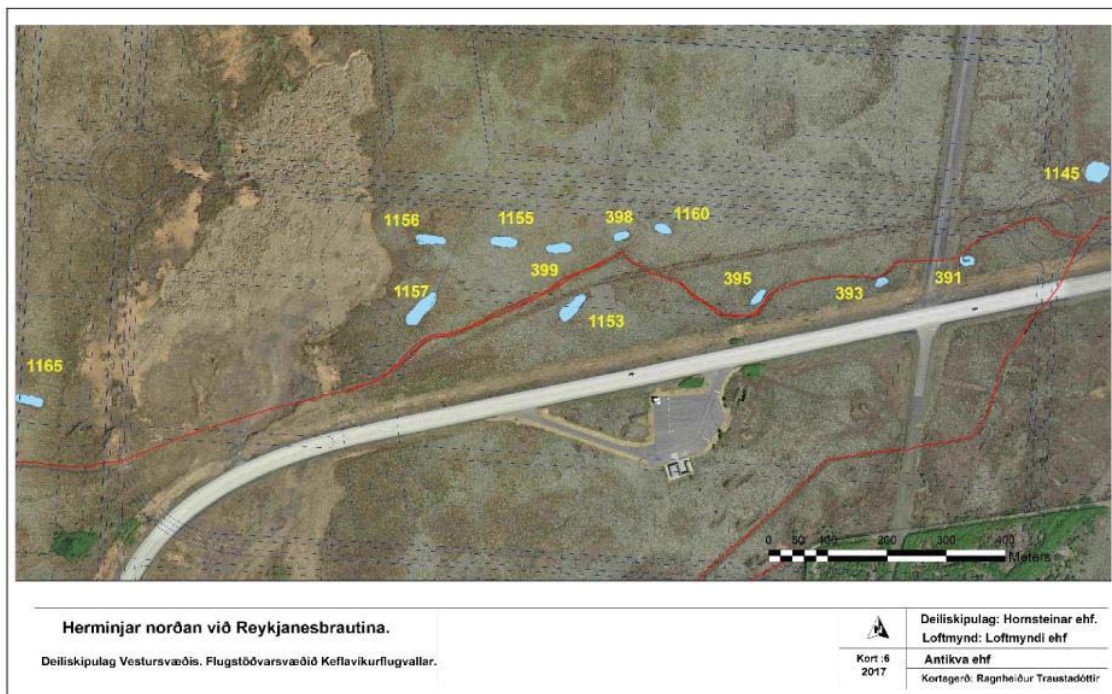 1145
1156
1155
398
1160
399
1157
1153
395
393
391
1165
0 50 100 200 300 400
Meters
Herminjar norðan við Reykjanesbrautina.
Deiliskipulag Vestursvæðis. Flugstöðvarsvæðið Keflavíkurflugvallar.
Kort :6
2017
Deiliskipulag: Hornsteinar ehf.
Loftmynd: Loftmyndi ehf
Antikva ehf
Kortagerð: Ragnheiður Traustadóttir